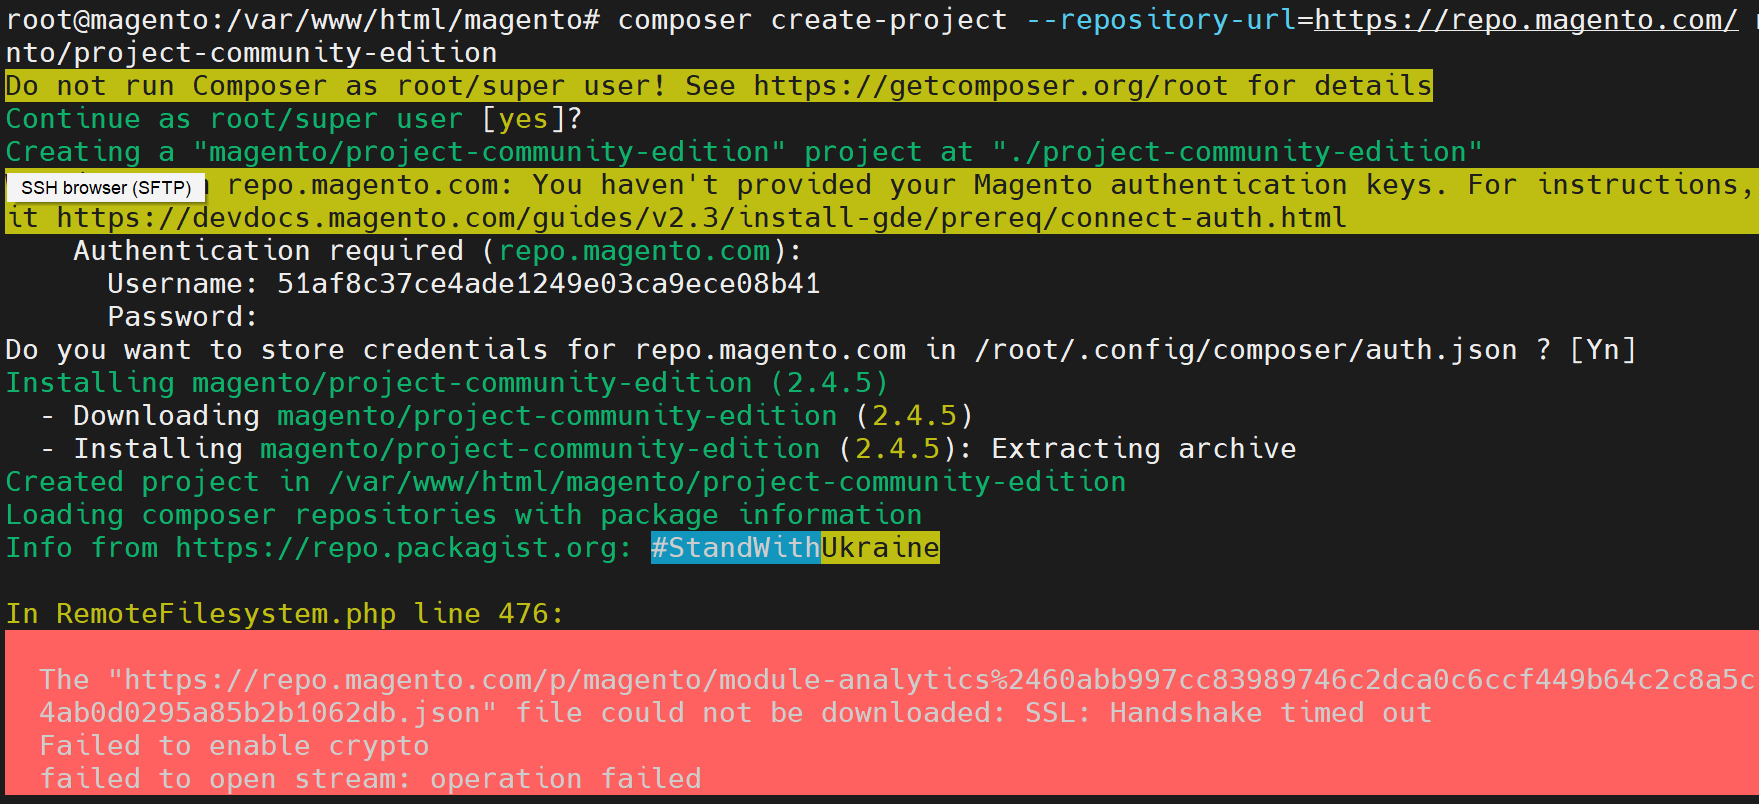 root@magento:/var/www/html/magento# composer create-project --repository-url=https://repo.magento.com/
nto/project-community-edition
Do not run Composer as root/super user! See https://getcomposer.org/root for details
Continue as root/super user [yes]?
Creating a "magento/project-community-edition" project at "./project-community-edition"
SSH browser (SFTP) repo.magento.com: You haven't provided your Magento authentication keys. For instructions,
it https://devdocs.magento.com/guides/v2.3/install-gde/prereq/connect-auth.html
Authentication required (repo.magento.com):
Username: 51af8c37ce4ade1249e03ca9ece08b41
Password:
Do you want to store credentials for repo.magento.com in /root/.config/composer/auth.json ? [Yn]
Installing magento/project-community-edition (2.4.5)
- Downloading magento/project-community-edition (2.4.5)
- Installing magento/project-community-edition (2.4.5): Extracting archive
Created project in /var/www/html/magento/project-community-edition
Loading composer repositories with package information
Info from https://repo.packagist.org: #StandWithUkraine
In RemoteFilesystem.php line 476:
The "https://repo.magento.com/p/magento/module-analytics%2460abb997cc83989746c2dca0c6ccf449b64c2c8a5c
4ab0d0295a85b2b1062db.json" file could not be downloaded: SSL: Handshake timed out
Failed to enable crypto
failed to open stream: operation failed